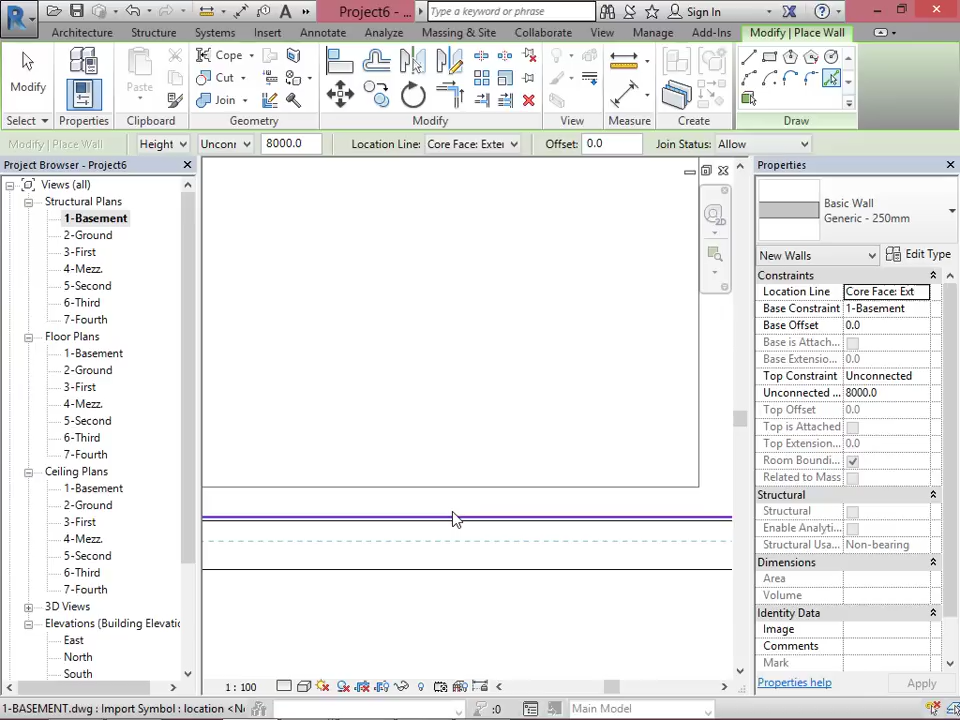 Project6 - ...
Type a keyword or phrase
Sign In
Architecture Structure Systems Insert Annotate Analyze Massing & Site Collaborate View Manage Add-Ins Modify | Place Wall
Modify
Paste
Cope
Cut
Join
Select Properties Clipboard Geometry Modify View Measure Create Draw
Modify | Place Wall Height Unconr 8000.0 Location Line: Core Face: Exter Offset: 0.0 Join Status: Allow
Project Browser - Project6
Views (all)
Structural Plans
1-Basement
2-Ground
3-First
4-Mezz.
5-Second
6-Third
7-Fourth
Floor Plans
1-Basement
2-Ground
3-First
4-Mezz.
5-Second
6-Third
7-Fourth
Ceiling Plans
1-Basement
2-Ground
3-First
4-Mezz.
5-Second
6-Third
7-Fourth
3D Views
Elevations (Building Elevatio
East
North
South
2D
Properties
Basic Wall
Generic - 250mm
New Walls Edit Type
Constraints
Location Line Core Face: Ext
Base Constraint 1-Basement
Base Offset 0.0
Base is Attach...
Base Extensio... 0.0
Top Constraint Unconnected
Unconnected ... 8000.0
Top Offset 0.0
Top is Attached
Top Extension... 0.0
Room Boundi...
Related to Mass
Structural
Structural
Enable Analyti...
Structural Usa... Non-bearing
Dimensions
Area
Volume
Identity Data
Image
Comments
Mark
Properties help Apply
1 : 100
1-BASEMENT.dwg : Import Symbol : location <N
:0
Main Model